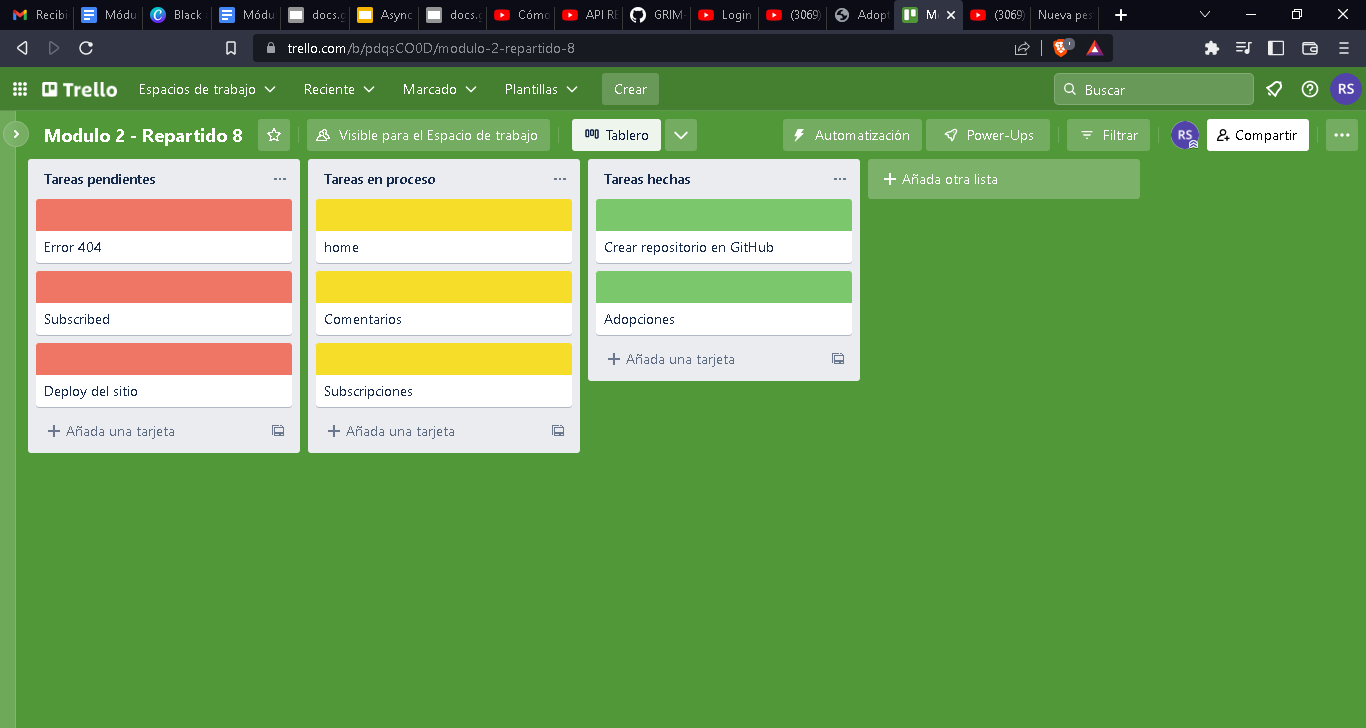 Recibi
Módu
Black
Módu
docs.g
Async
docs.g
Cómo
API RE
GRIM-
Login
(3069)
Adopt
M
(3069)
Nueva pes
trello.com/b/pdqsCO0D/modulo-2-repartido-8
Trello
Espacios de trabajo
Reciente
Marcado
Plantillas
Crear
Buscar
RS
Modulo 2 - Repartido 8
Visible para el Espacio de trabajo
Tablero
Automatización
Power-Ups
Filtrar
RS
Compartir
Tareas pendientes
Error 404
Subscribed
Deploy del sitio
Añada una tarjeta
Tareas en proceso
home
Comentarios
Subscripciones
Añada una tarjeta
Tareas hechas
Crear repositorio en GitHub
Adopciones
Añada una tarjeta
Añada otra lista